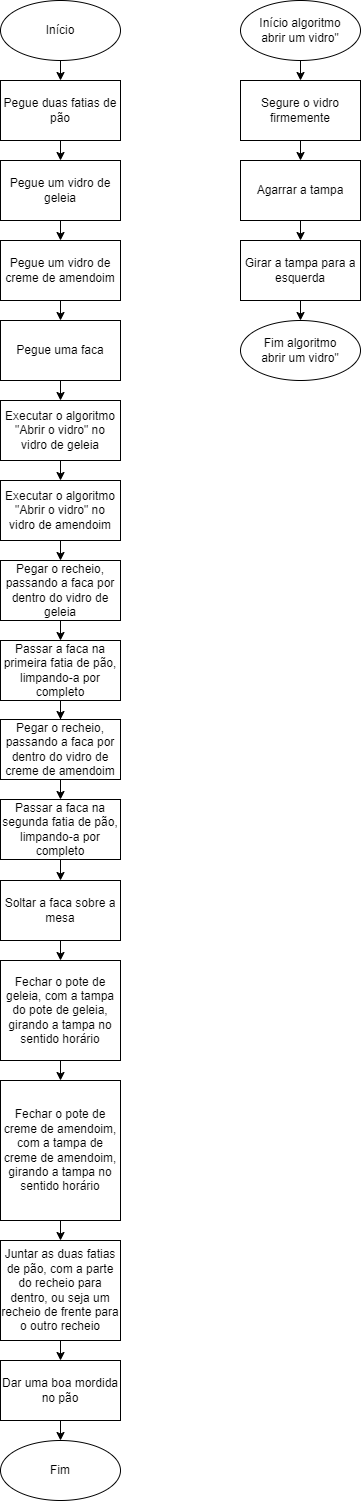 Início
Pegue duas fatias de
pão
Pegue um vidro de
geleia
Pegue um vidro de
creme de amendoim
Pegue uma faca
Executar o algoritmo
"Abrir o vidro" no
vidro de geleia
Executar o algoritmo
"Abrir o vidro" no
vidro de amendoim
Pegar o recheio,
passando a faca por
dentro do vidro de
geleia
Passar a faca na
primeira fatia de pão,
limpando-a por
completo
Pegar o recheio,
passando a faca por
dentro do vidro de
creme de amendoim
Passar a faca na
segunda fatia de pão,
limpando-a por
completo
Soltar a faca sobre a
mesa
Fechar o pote de
geleia, com a tampa
do pote de geleia,
girando a tampa no
sentido horário
Fechar o pote de
creme de amendoim,
com a tampa de
creme de amendoim,
girando a tampa no
sentido horário
Juntar as duas fatias
de pão, com a parte
do recheio para
dentro, ou seja um
recheio de frente para
o outro recheio
Dar uma boa mordida
no pão
Fim
Início algoritmo
abrir um vidro"
Segure o vidro
firmemente
Agarrar a tampa
Girar a tampa para a
esquerda
Fim algoritmo
abrir um vidro"